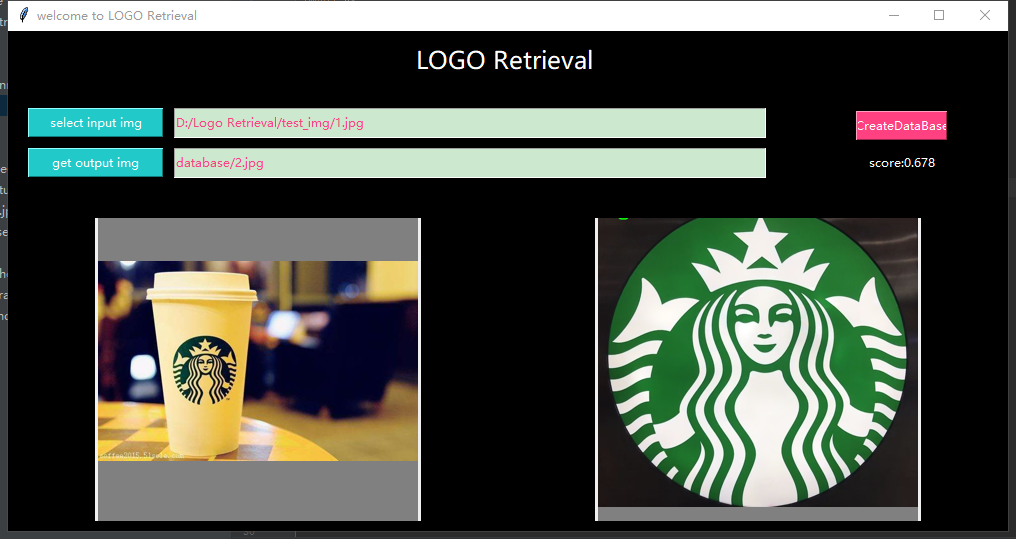 welcome to LOGO Retrieval
LOGO Retrieval
select input img
D:/Logo Retrieval/test_img/1.jpg
CreateDataBase
get output img
database/2.jpg
score:0.678